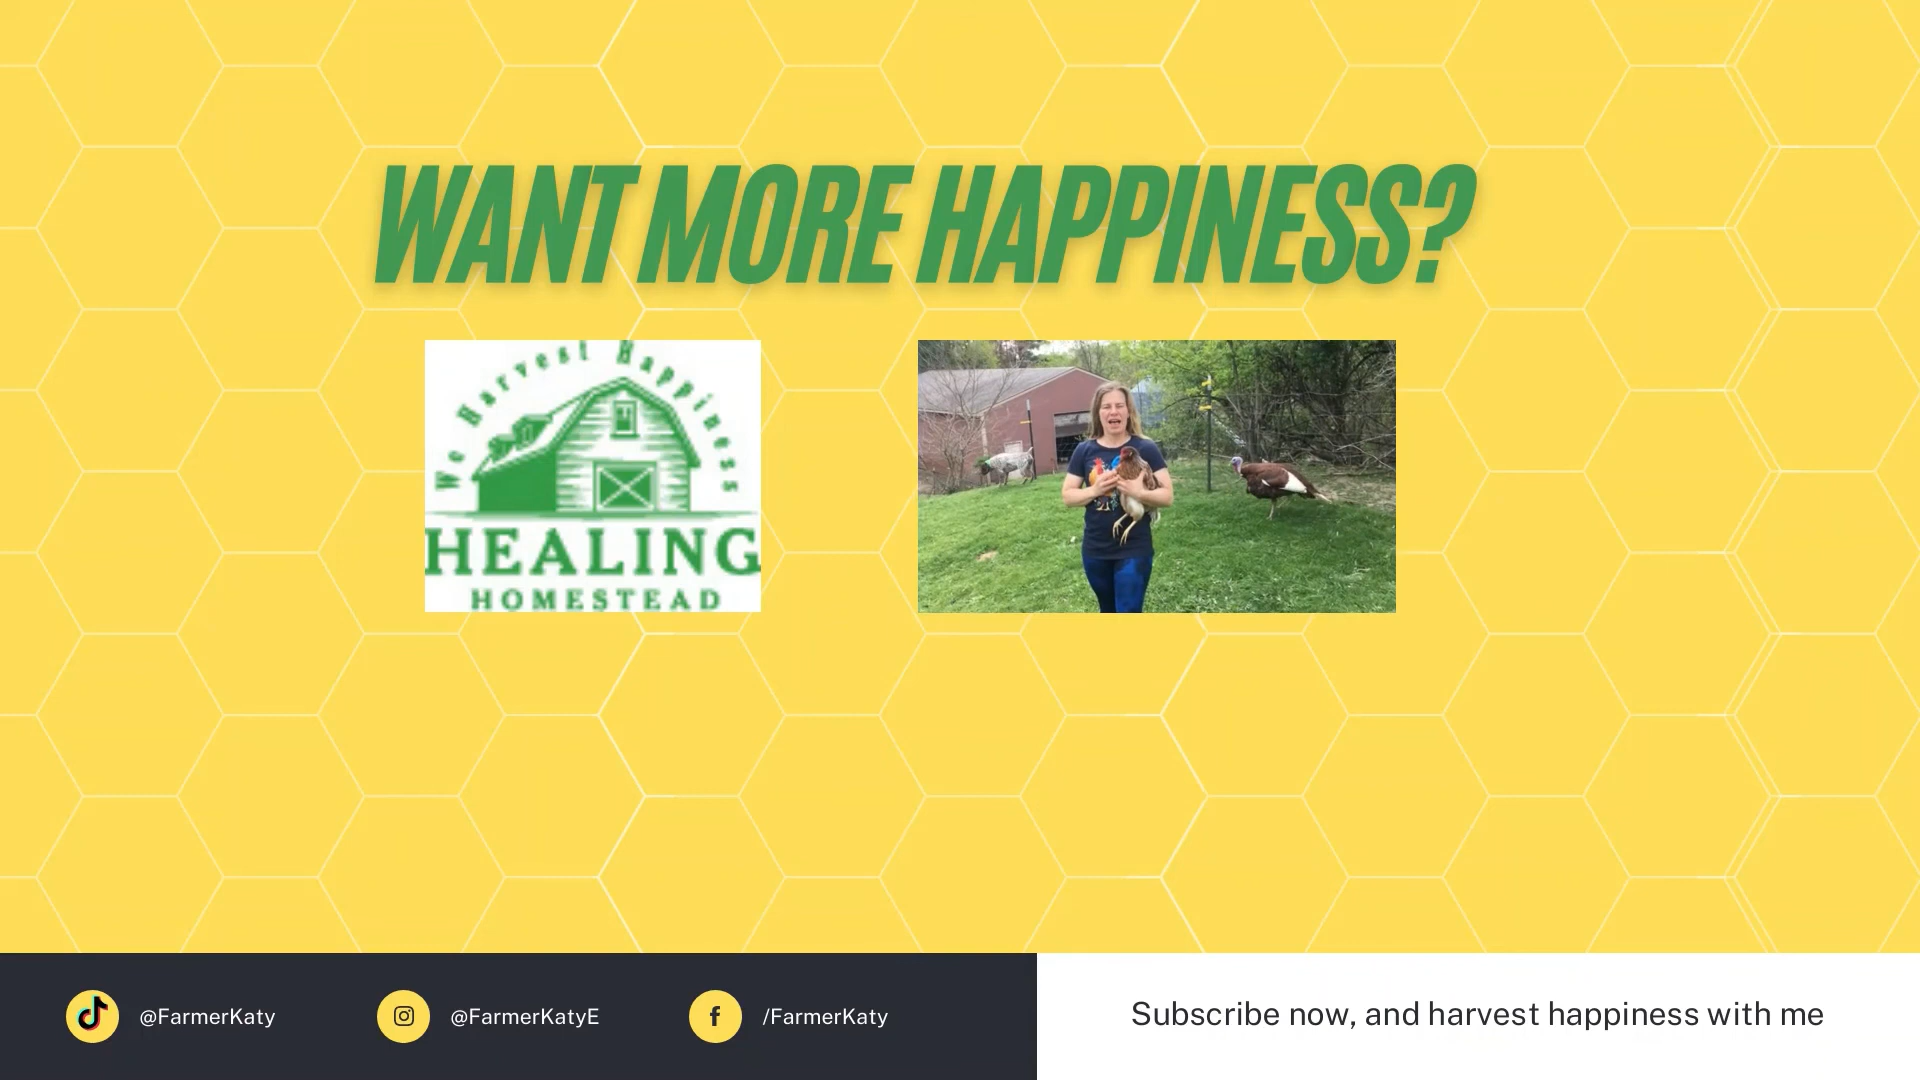 WANT MORE HAPPINESS?
We Harvest Happiness
HEALING
HOMESTEAD
@FarmerKaty
@FarmerKatyE
/FarmerKaty
Subscribe now, and harvest happiness with me